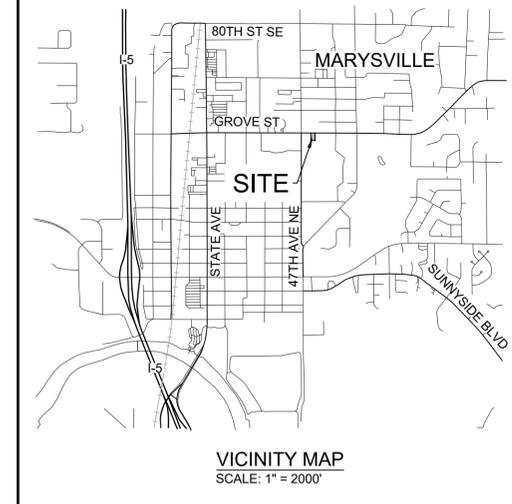 80TH ST SE
I-5
MARYSVILLE
GROVE ST
SITE
STATE AVE
47TH AVE NE
SUNNYSIDE BLVD
I-5
VICINITY MAP
SCALE: 1" = 2000'